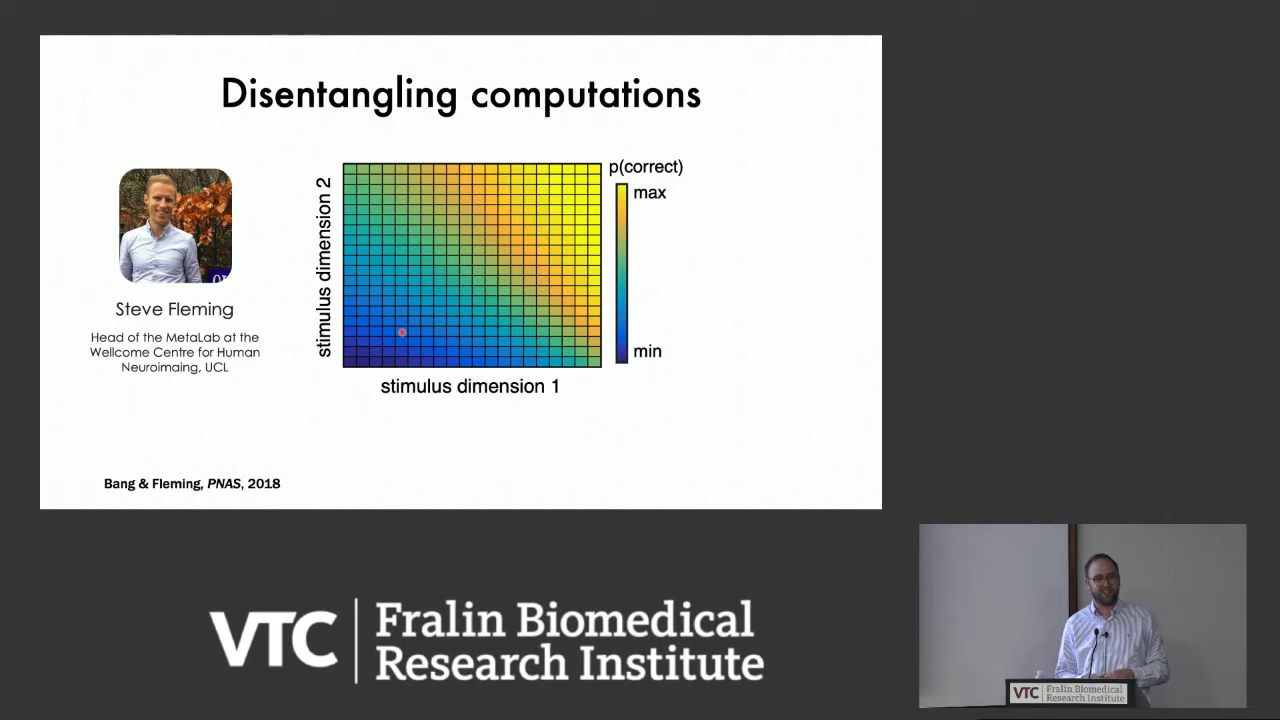 Disentangling computations
Steve Fleming
Head of the MetaLab at the
Wellcome Centre for Human
Neuroimaing, UCL
stimulus dimension 2
stimulus dimension 1
p(correct)
max
min
Bang & Fleming, PNAS, 2018
VTC
Fralin Biomedical
Research Institute
VTC
Fralin Biomedical
Research Institute